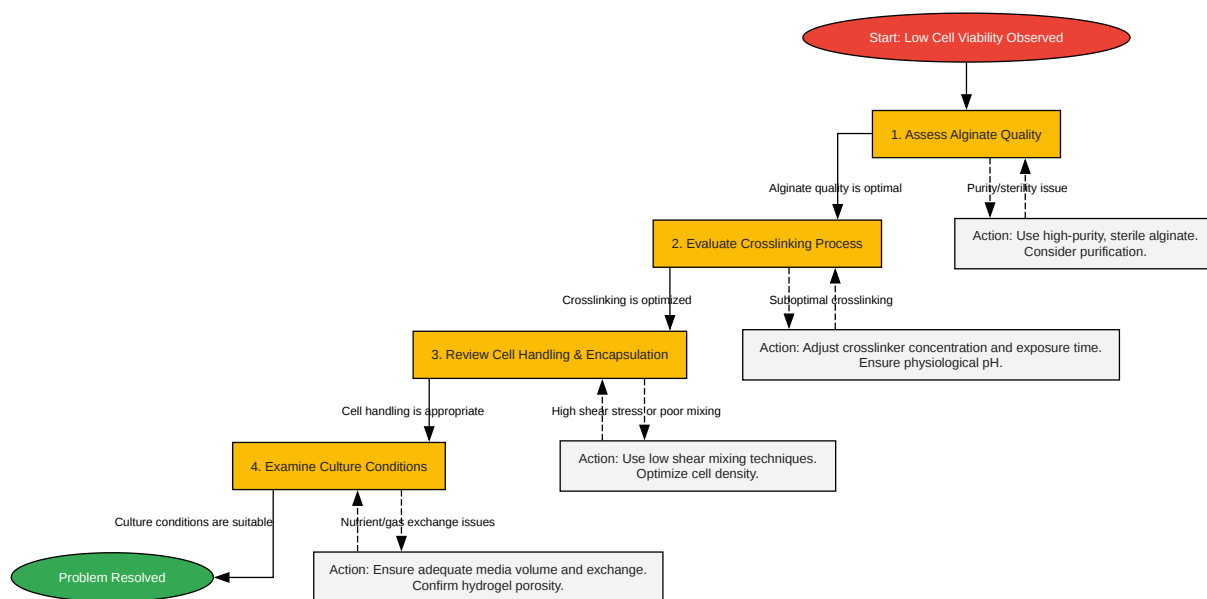 Start: Low Cell Viability Observed
1. Assess Alginate Quality
Alginate quality is optimal
Purity/sterility issue
Action: Use high-purity, sterile alginate.
Consider purification.
2. Evaluate Crosslinking Process
Crosslinking is optimized
Suboptimal crosslinking
Action: Adjust crosslinker concentration and exposure time.
Ensure physiological pH.
3. Review Cell Handling & Encapsulation
Cell handling is appropriate
High shear stress or poor mixing
Action: Use low shear mixing techniques.
Optimize cell density.
4. Examine Culture Conditions
Culture conditions are suitable
Nutrient/gas exchange issues
Action: Ensure adequate media volume and exchange.
Confirm hydrogel porosity.
Problem Resolved